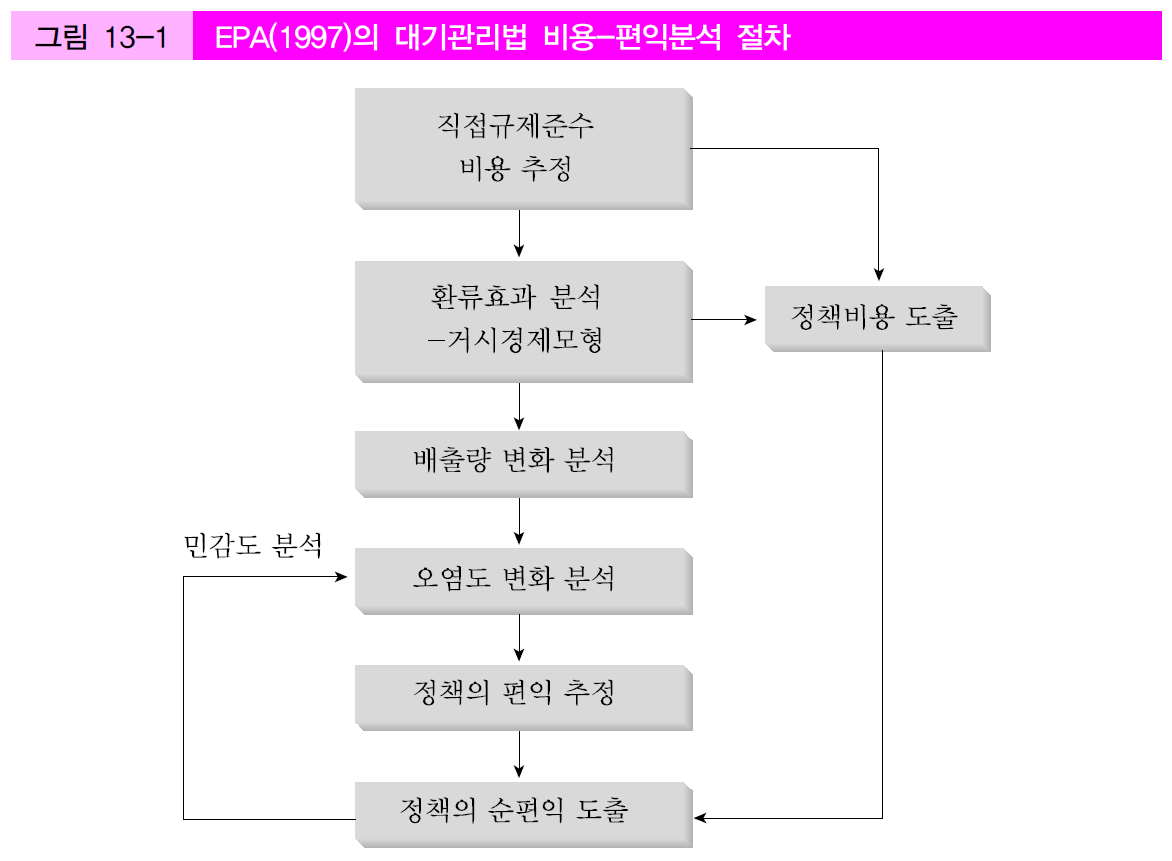 그림 13-1 EPA(1997)의 대기관리법 비용-편익분석 절차
직접규제준수
비용 추정
환류효과 분석
-거시경제모형
정책비용 도출
배출량 변화 분석
민감도 분석
오염도 변화 분석
정책의 편익 추정
정책의 순편익 도출